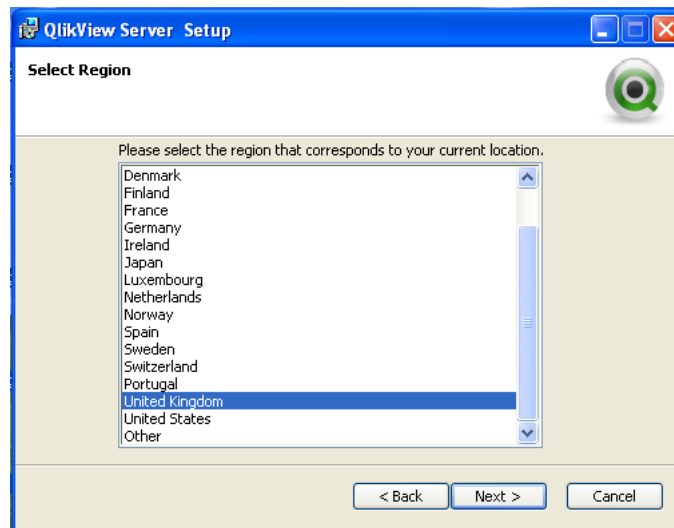 QlikView Server Setup
Select Region
Please select the region that corresponds to your current location.
Denmark
Finland
France
Germany
Ireland
Japan
Luxembourg
Netherlands
Norway
Spain
Sweden
Switzerland
Portugal
United Kingdom
United States
Other
< Back Next > Cancel